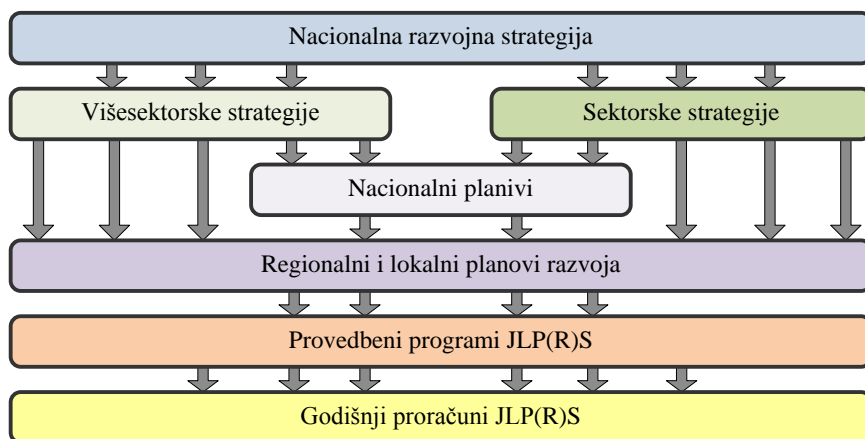 Nacionalna razvojna strategija
Višesektorske strategije
Sektorske strategije
Nacionalni planivi
Regionalni i lokalni planovi razvoja
Provedbeni programi JLP(R)S
Godišnji proračuni JLP(R)S